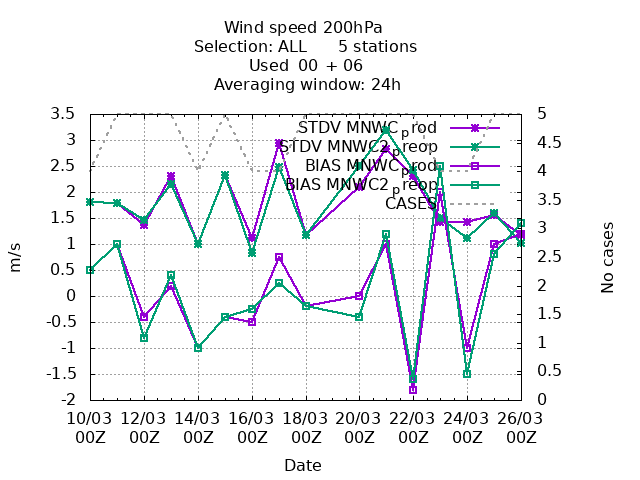 Wind speed 200hPa
Selection: ALL 5 stations
Used 00 + 06
Averaging window: 24h
3.5
3
2.5
2
1.5
1
0.5
0
-0.5
-1
-1.5
-2
m/s
5
4.5
4
3.5
3
2.5
2
1.5
1
0.5
0
No cases
STDV MNWCprod
STDV MNWC2preop
BIAS MNWCprod
BIAS MNWC2preop
CASES
10/03 12/03 14/03 16/03 18/03 20/03 22/03 24/03 26/03
00Z 00Z 00Z 00Z 00Z 00Z 00Z 00Z 00Z
Date